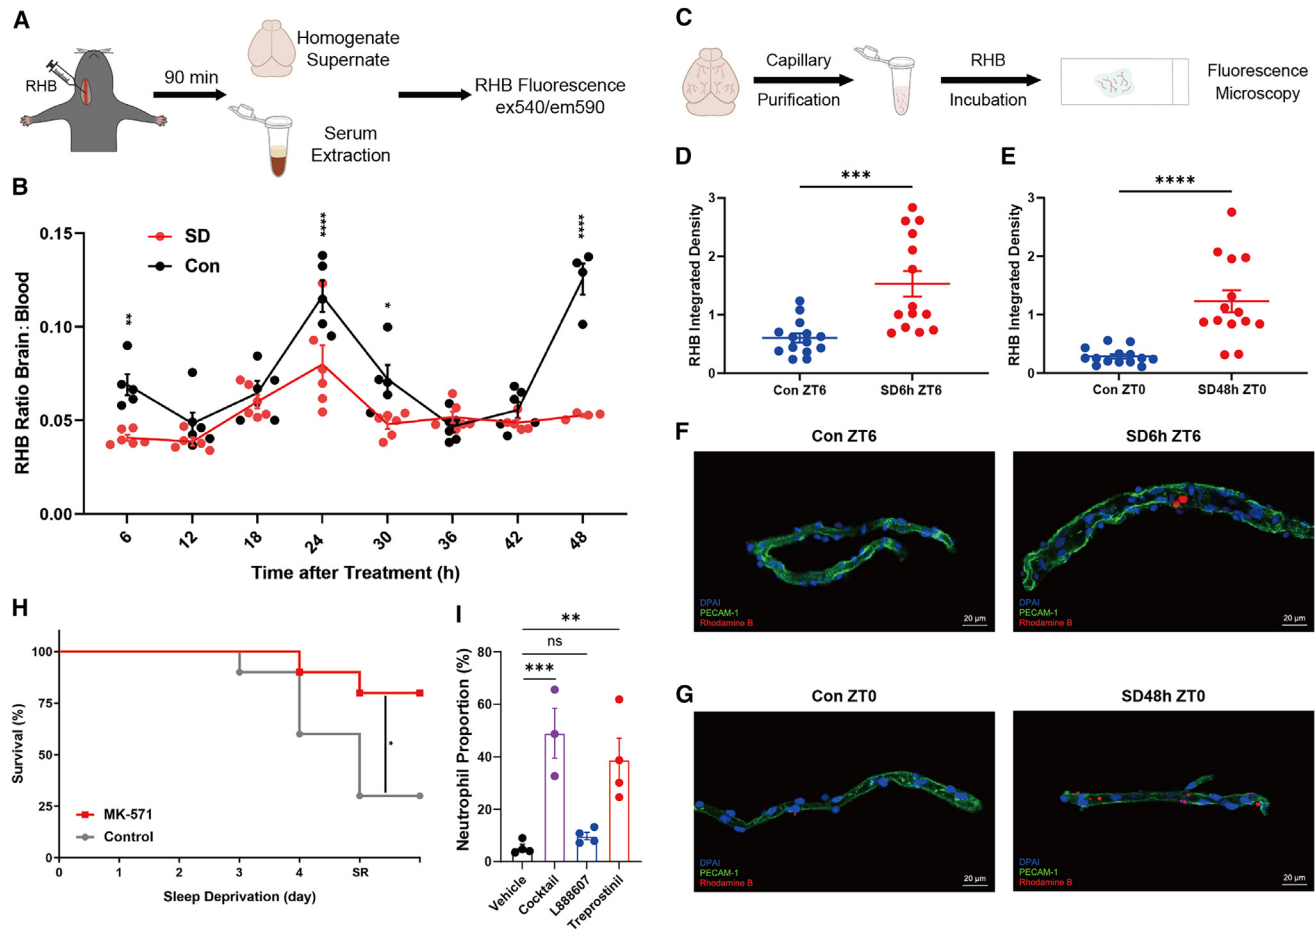 A
RHB
90 min
Homogenate
Supernate
Serum
Extraction
RHB Fluorescence
ex540/em590
B
RHB Ratio Brain:Blood
0.15
0.10
0.05
0.00
SD
Con
**
****
*
****
6
12
18
24
30
36
42
48
Time after Treatment (h)
C
Capillary
Purification
RHB
Incubation
Fluorescence
Microscopy
D
RHB Integrated Density
3
2
1
0
***
Con ZT6
SD6h ZT6
E
RHB Integrated Density
3
2
1
0
****
Con ZT0
SD48h ZT0
F
Con ZT6
DPAI
PECAM-1
Rhodamine B
20 µm
SD6h ZT6
DPAI
PECAM-1
Rhodamine B
20 µm
G
Con ZT0
DPAI
PECAM-1
Rhodamine B
20 µm
SD48h ZT0
DPAI
PECAM-1
Rhodamine B
20 µm
H
Survival (%)
100
75
50
25
0
*
MK-571
Control
0
1
2
3
4
SR
Sleep Deprivation (day)
I
Neutrophil Proportion (%)
80
60
40
20
0
**
ns
***
Vehicle
Cocktail
L888607
Treprostinil